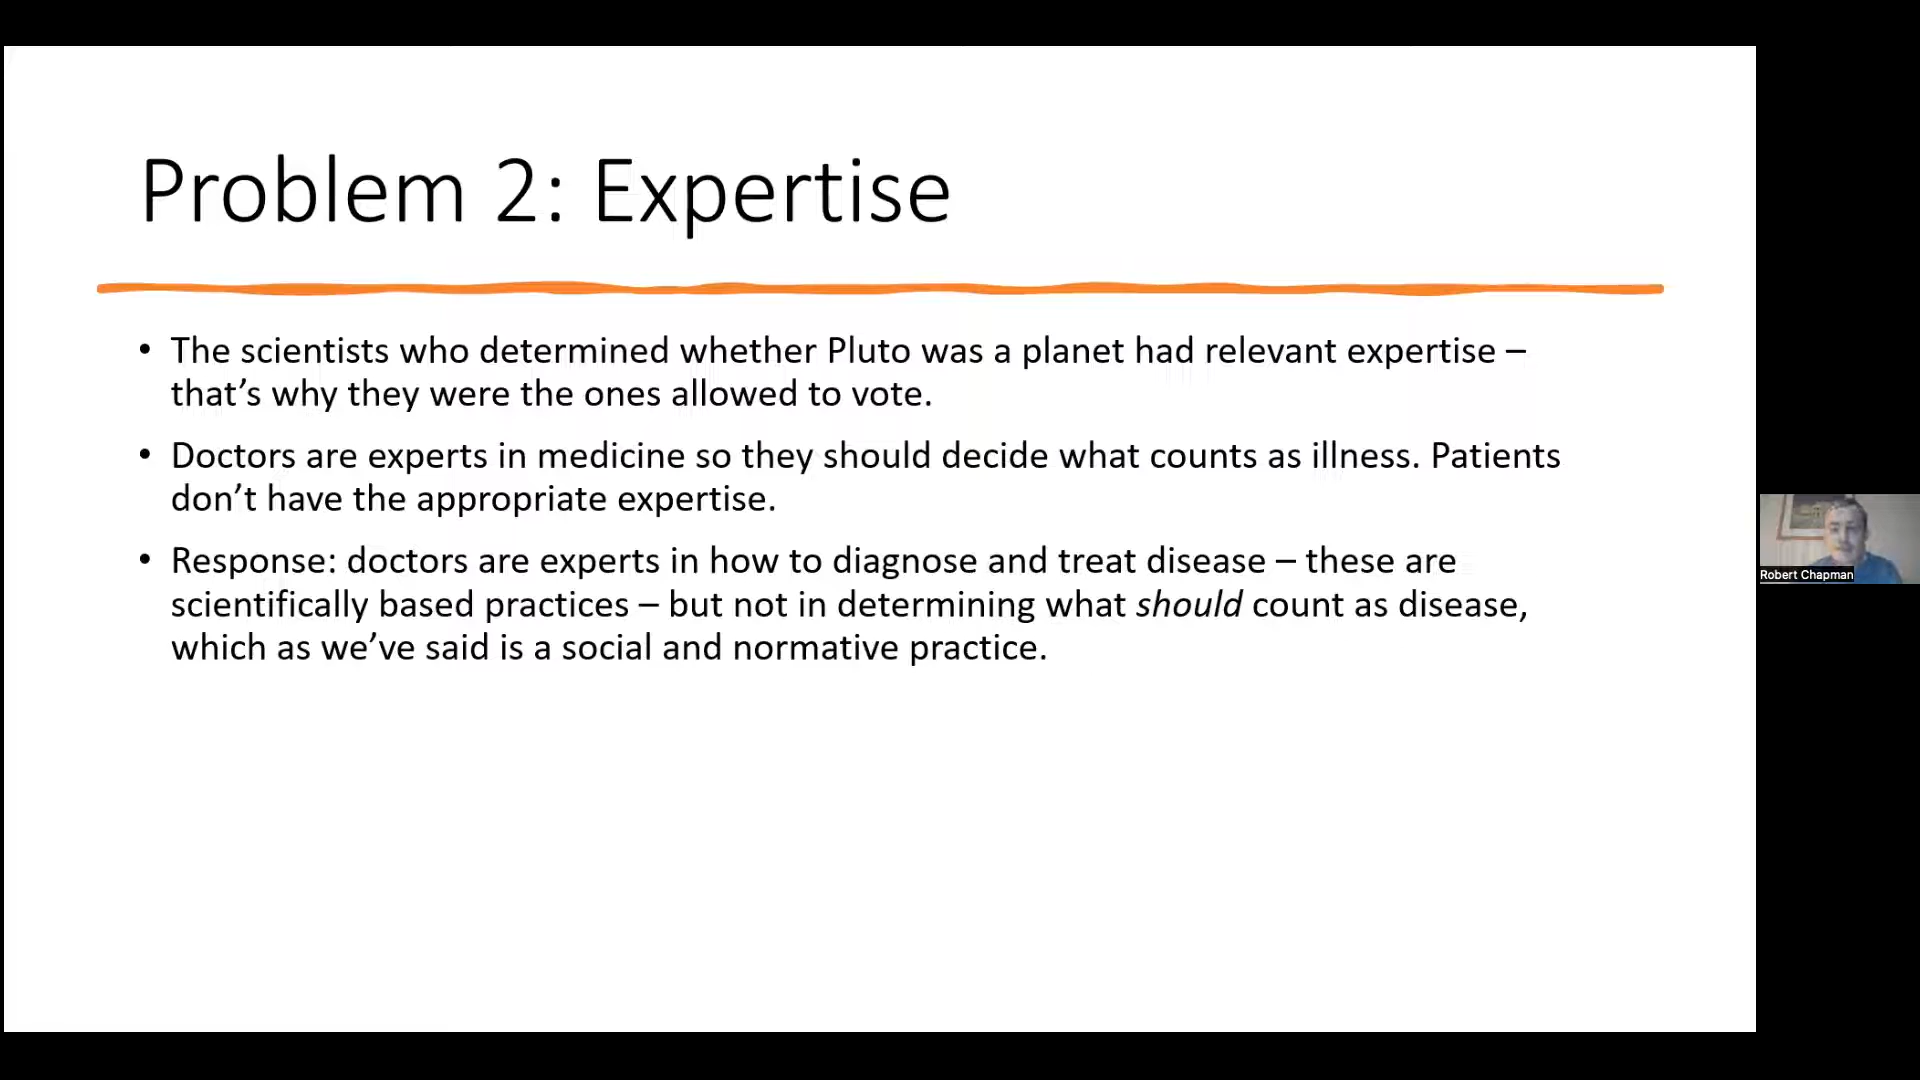 Problem 2: Expertise
• The scientists who determined whether Pluto was a planet had relevant expertise –
that’s why they were the ones allowed to vote.
• Doctors are experts in medicine so they should decide what counts as illness. Patients
don’t have the appropriate expertise.
• Response: doctors are experts in how to diagnose and treat disease – these are
scientifically based practices – but not in determining what should count as disease,
which as we’ve said is a social and normative practice.
Robert Chapman